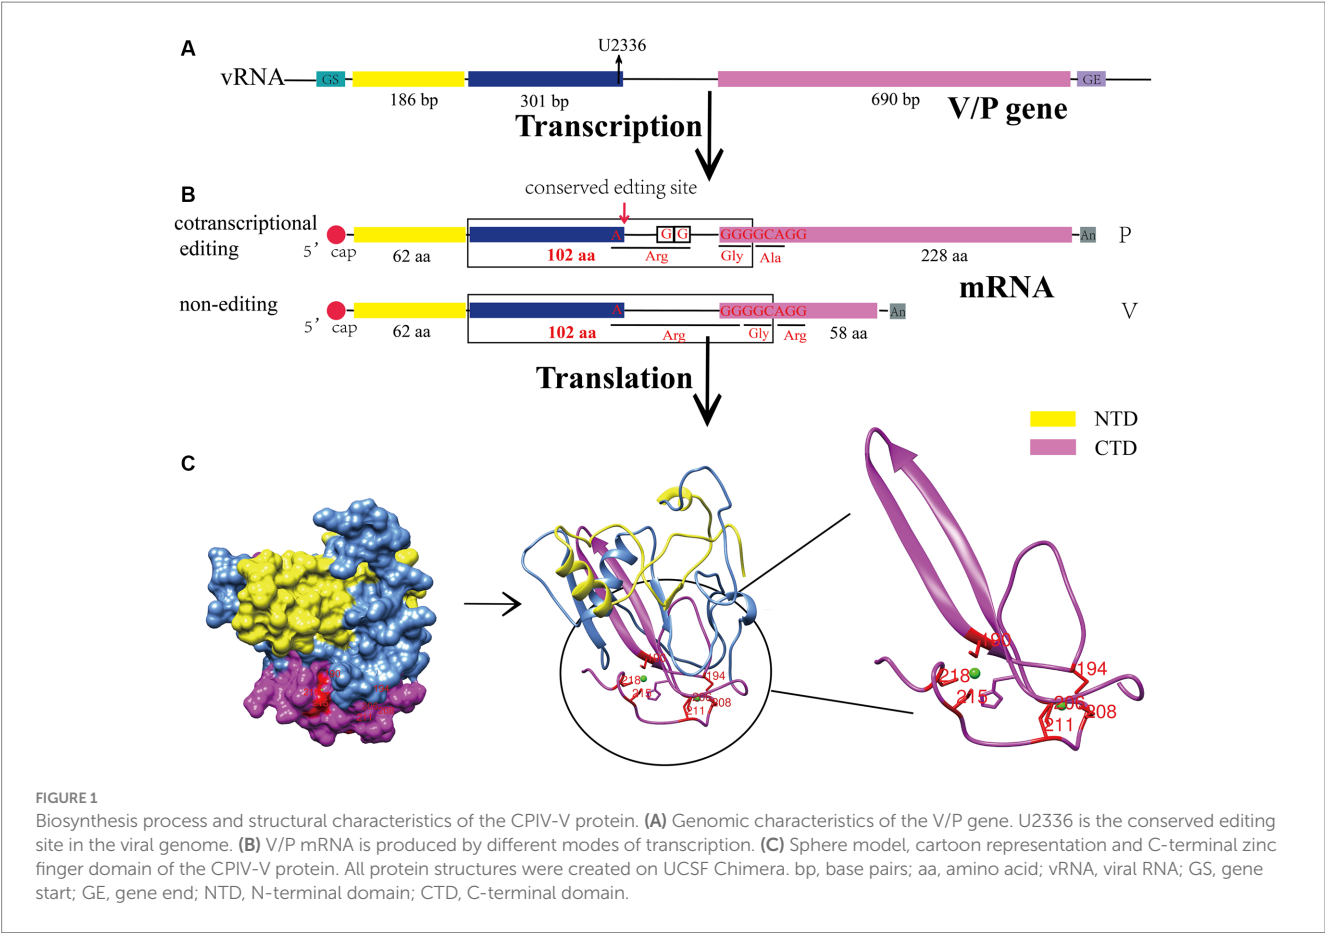 A
U2336
vRNA
GS
GE
186 bp
301 bp
690 bp
V/P gene
Transcription
B
conserved edting site
cotranscriptional
editing
5´ cap
A
G G
GGGGCAGG
An
P
62 aa
102 aa
Arg
Gly
Ala
228 aa
mRNA
non-editing
5´ cap
A
GGGGCAGG
An
V
62 aa
102 aa
Arg
Gly
Arg
58 aa
Translation
NTD
CTD
C
190
218
215
194
206
208
211
190
194
218
215
206
208
211
FIGURE 1
Biosynthesis process and structural characteristics of the CPIV-V protein. (A) Genomic characteristics of the V/P gene. U2336 is the conserved editing
site in the viral genome. (B) V/P mRNA is produced by different modes of transcription. (C) Sphere model, cartoon representation and C-terminal zinc
finger domain of the CPIV-V protein. All protein structures were created on UCSF Chimera. bp, base pairs; aa, amino acid; vRNA, viral RNA; GS, gene
start; GE, gene end; NTD, N-terminal domain; CTD, C-terminal domain.